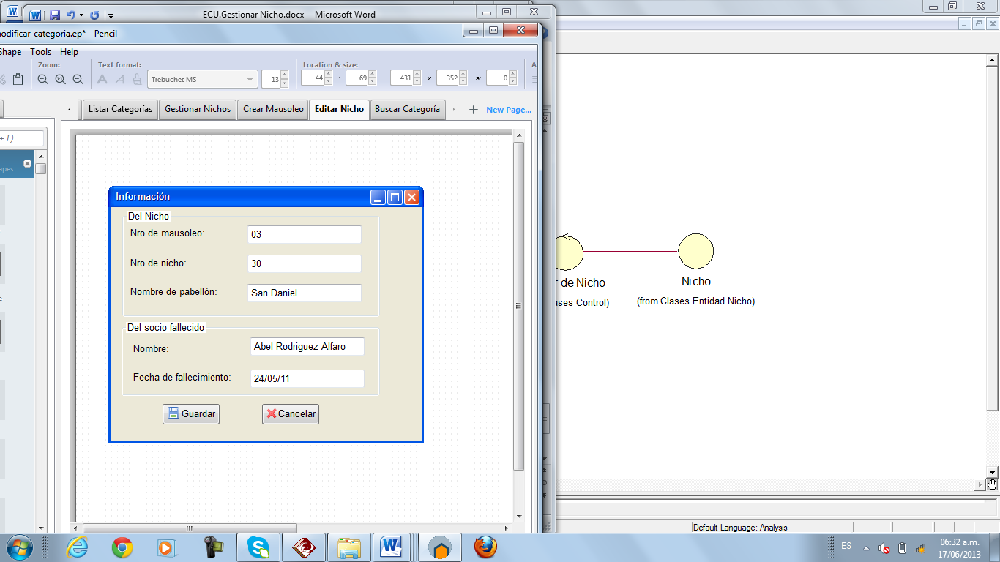 ECU.Gestionar Nicho.docx - Microsoft Word
odificar-categoria.ep* - Pencil
Shape Tools Help
Zoom:
Text format:
Location & size:
A
Trebuchet MS
13
44 : 69
431 x 352
a: 0
Listar Categorías
Gestionar Nichos
Crear Mausoleo
Editar Nicho
Buscar Categoría
New Page...
+ F)
apes
e
Información
Del Nicho
Nro de mausoleo:
03
Nro de nicho:
30
Nombre de pabellón:
San Daniel
Del socio fallecido
Nombre:
Abel Rodriguez Alfaro
Fecha de fallecimiento:
24/05/11
Guardar
Cancelar
r de Nicho
ases Control)
Nicho
(from Clases Entidad Nicho)
Default Language: Analysis
ES
06:32 a.m.
17/06/2013